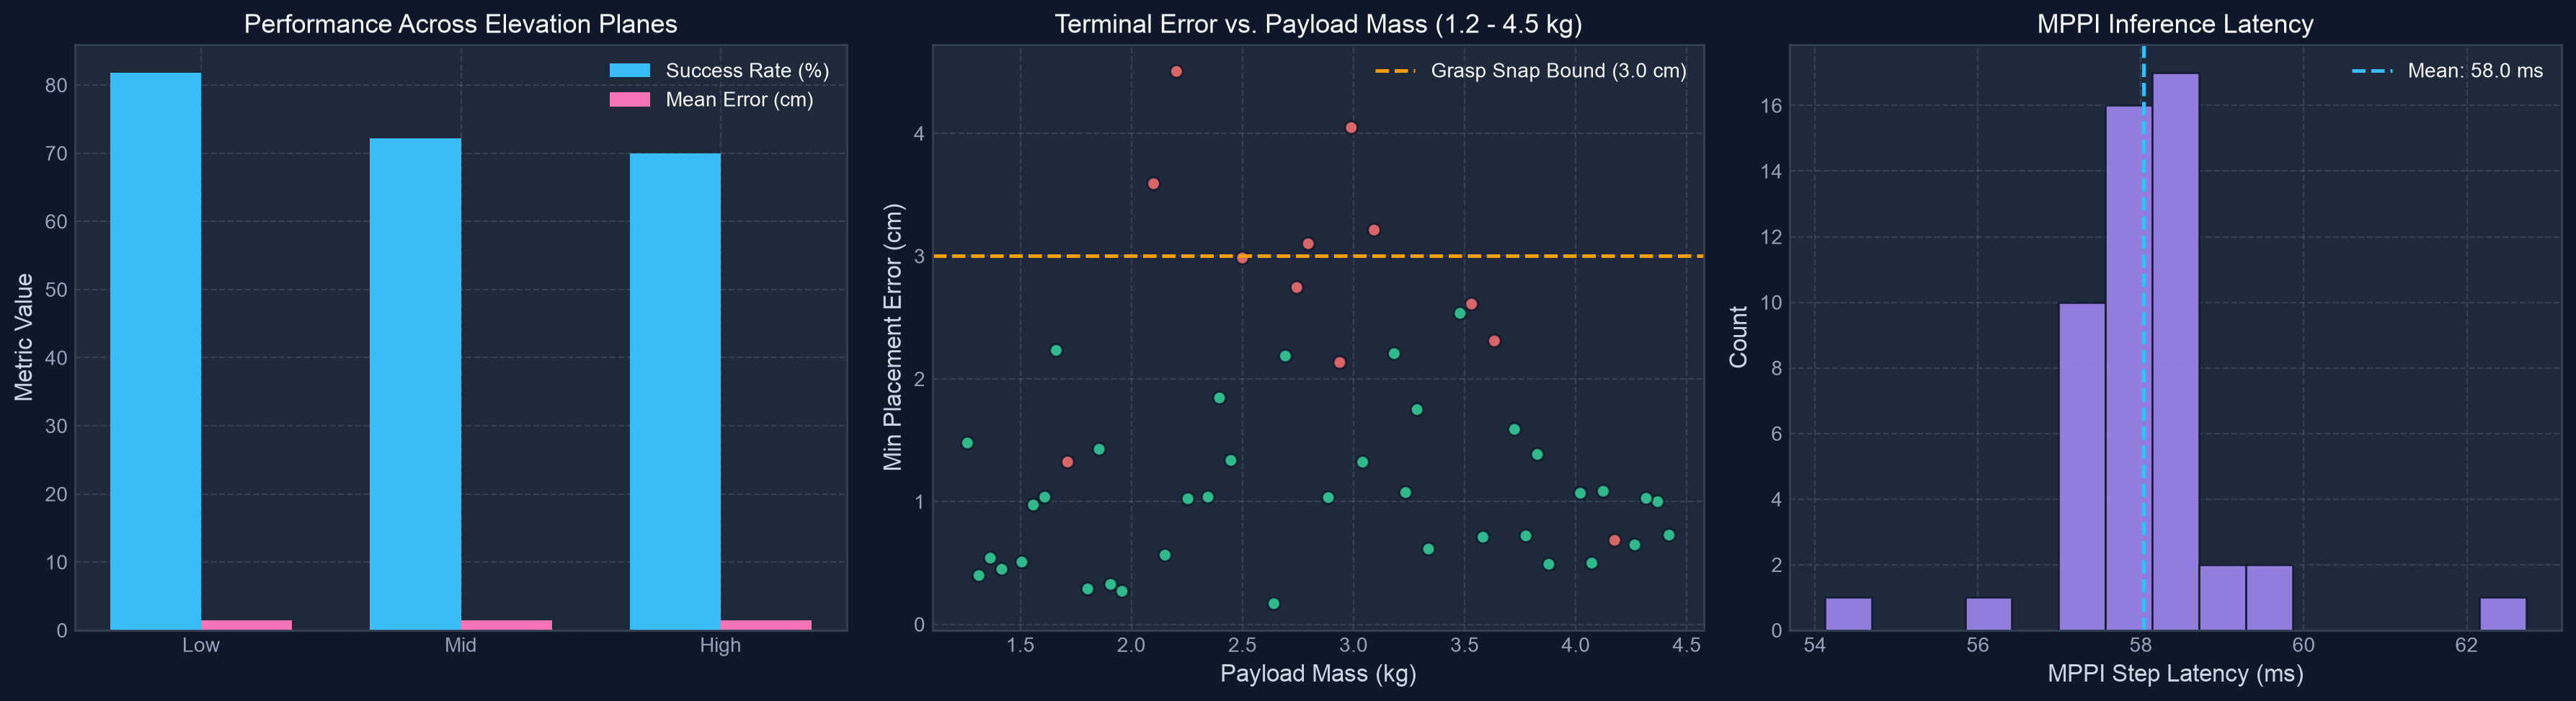 Performance Across Elevation Planes
Success Rate (%)
Mean Error (cm)
Metric Value
80
70
60
50
40
30
20
10
0
Low
Mid
High
Terminal Error vs. Payload Mass (1.2 - 4.5 kg)
Grasp Snap Bound (3.0 cm)
Min Placement Error (cm)
4
3
2
1
0
1.5
2.0
2.5
3.0
3.5
4.0
4.5
Payload Mass (kg)
MPPI Inference Latency
Mean: 58.0 ms
Count
16
14
12
10
8
6
4
2
0
54
56
58
60
62
MPPI Step Latency (ms)